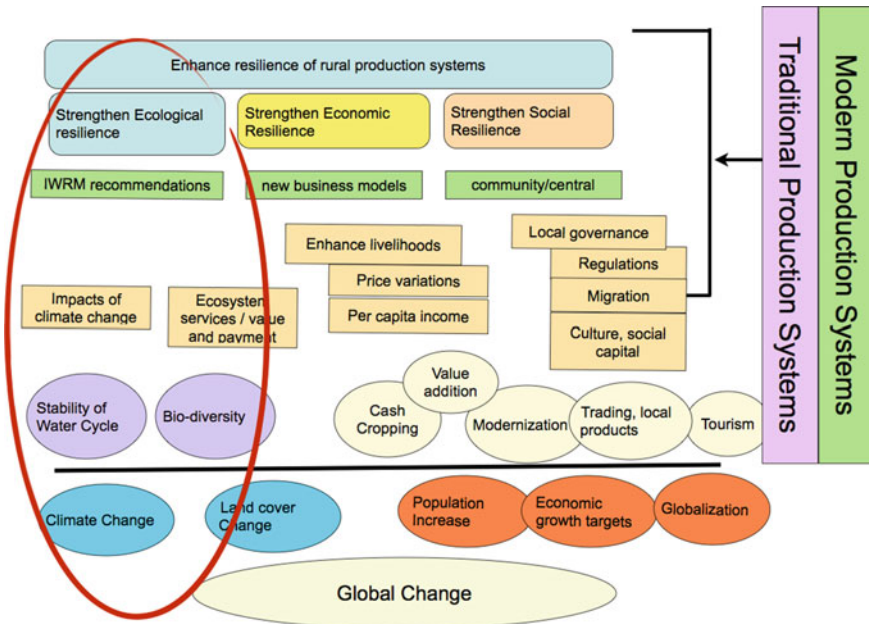 Enhance resilience of rural production systems
Strengthen Ecological
resilience
Strengthen Economic
Resilience
Strengthen Social
Resilience
IWRM recommendations
new business models
community/central
Enhance livelihoods
Price variations
Per capita income
Local governance
Regulations
Migration
Culture, social
capital
Impacts of
climate change
Ecosystem
services / value
and payment
Stability of
Water Cycle
Bio-diversity
Cash
Cropping
Value
addition
Modernization
Trading, local
products
Tourism
Climate Change
Land cover
Change
Population
Increase
Economic
growth targets
Globalization
Global Change
Traditional Production Systems
Modern Production Systems